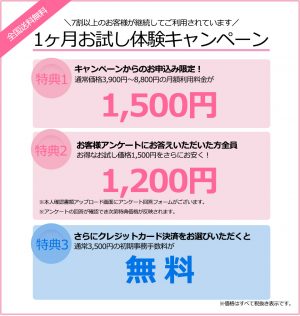 全国送料無料
＼7割以上のお客様が継続してご利用されています／
1ヶ月お試し体験キャンペーン
特典1
キャンペーンからのお申込み限定！
通常価格3,900円～8,800円の月額利用料金が
1,500円
特典2
お客様アンケートにお答えいただいた方全員
お得なお試し価格1,500円をさらにお安く！
1,200円
※本人確認書類アップロード画面にアンケート回答フォームがございます。
※アンケートの回答が確認でき次第特典価格が反映されます。
特典3
さらにクレジットカード決済をお選びいただくと
通常3,500円の初期事務手数料が
無料
※価格はすべて税抜き表示です。